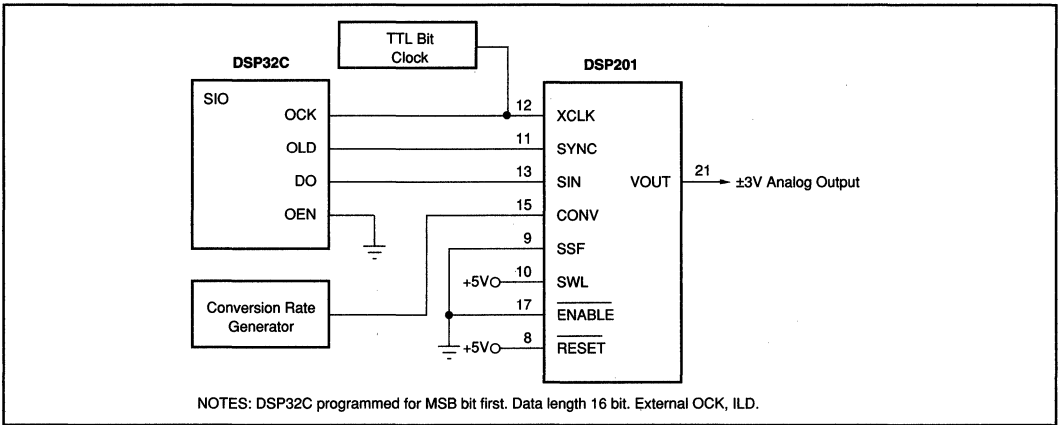 TTL Bit
Clock
DSP32C
DSP201
SIO
OCK
12
XCLK
OLD
11
SYNC
DO
13
SIN
VOUT
21
±3V Analog Output
OEN
15
CONV
9
SSF
+5V
10
SWL
Conversion Rate
Generator
17
ENABLE
+5V
8
RESET
NOTES: DSP32C programmed for MSB bit first. Data length 16 bit. External OCK, ILD.